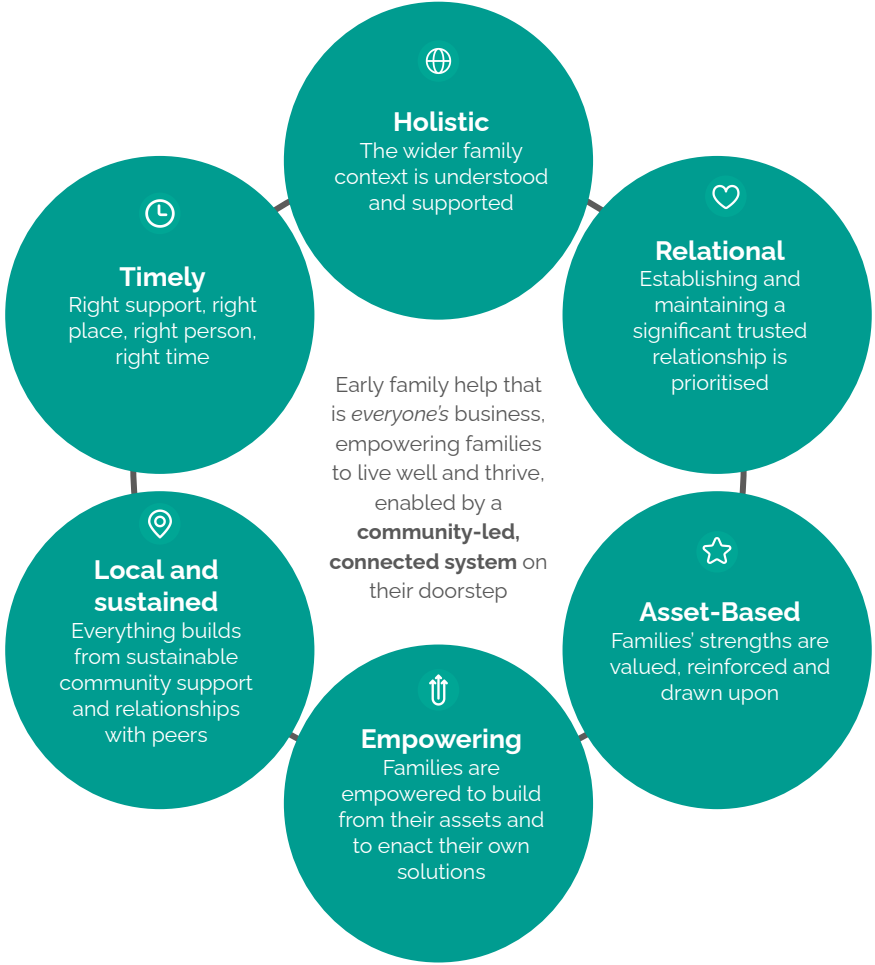 Holistic
The wider family
context is understood
and supported
Relational
Establishing and
maintaining a
significant trusted
relationship is
prioritised
Asset-Based
Families’ strengths are
valued, reinforced and
drawn upon
Empowering
Families are
empowered to build
from their assets and
to enact their own
solutions
Local and
sustained
Everything builds
from sustainable
community support
and relationships
with peers
Timely
Right support, right
place, right person,
right time
Early family help that
is everyone’s business,
empowering families
to live well and thrive,
enabled by a
community-led,
connected system on
their doorstep